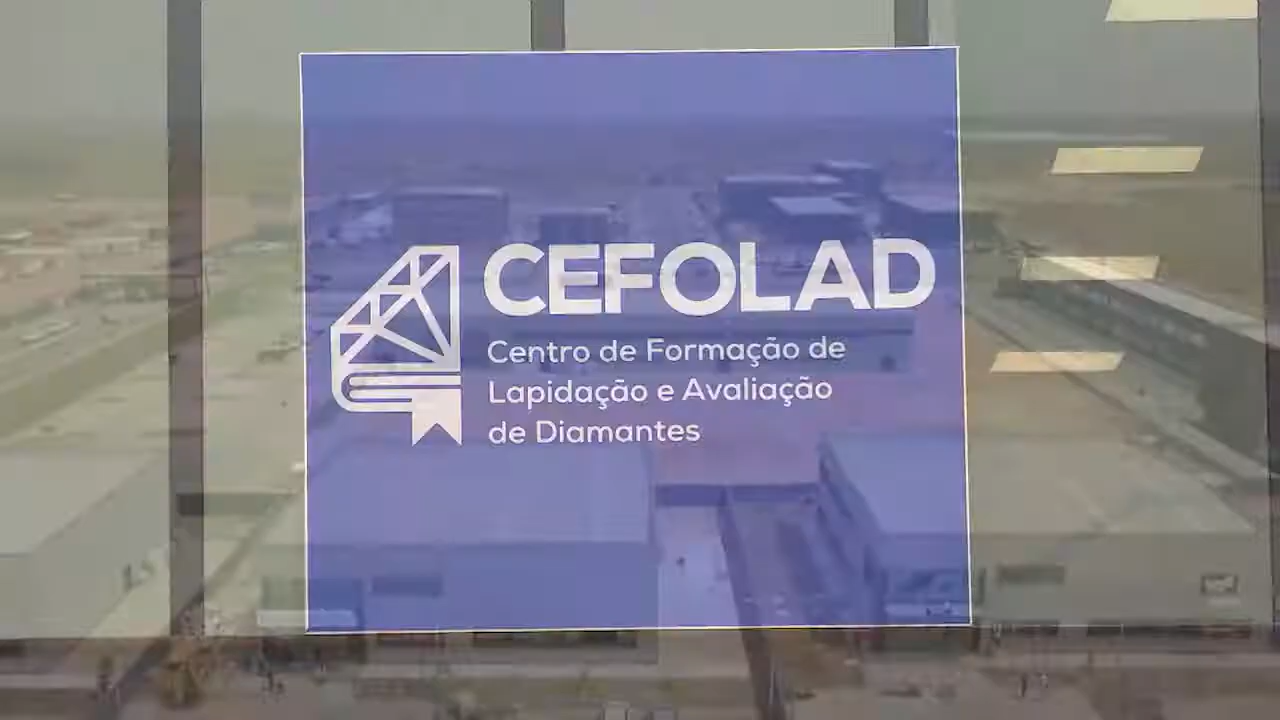 CEFOLAD
Centro de Formação de
Lapidação e Avaliação
de Diamantes